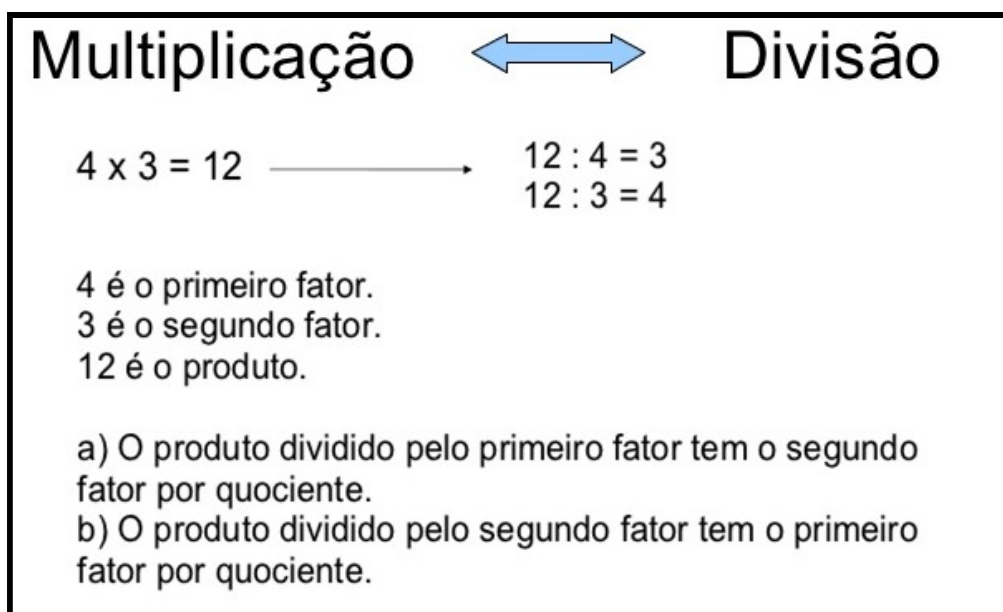 Multiplicação Divisão
4 x 3 = 12
12 : 4 = 3
12 : 3 = 4
4 é o primeiro fator.
3 é o segundo fator.
12 é o produto.
a) O produto dividido pelo primeiro fator tem o segundo
fator por quociente.
b) O produto dividido pelo segundo fator tem o primeiro
fator por quociente.